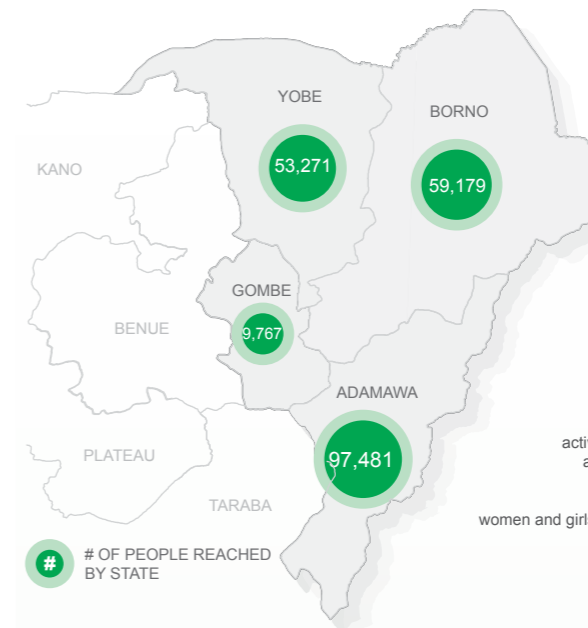 YOBE
BORNO
53,271
KANO
59,179
GOMBE
9,767
BENUE
ADAMAWA
PLATEAU
97,481
acti
a
TARABA
women and girl
# # OF PEOPLE REACHED
BY STATE